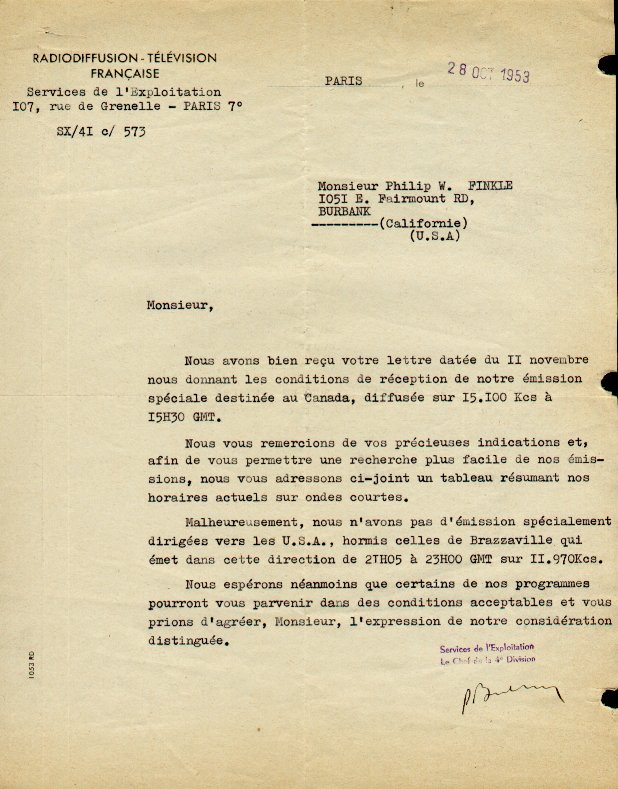 RADIODIFFUSION - TÉLÉVISION
FRANÇAISE
Services de l'Exploitation
IO7, rue de Grenelle - PARIS 7°
SX/4I c/ 573
PARIS , le 28 OCT 1953
Monsieur Philip W. FINKLE
IO5I E. Fairmount RD,
BURBANK
---------(Californie)
(U.S.A)
Monsieur,
Nous avons bien reçu votre lettre datée du II novembre
nous donnant les conditions de réception de notre émission
spéciale destinée au Canada, diffusée sur I5.IOO Kcs à
I5H30 GMT.
Nous vous remercions de vos précieuses indications et,
afin de vous permettre une recherche plus facile de nos émis-
sions, nous vous adressons ci-joint un tableau résumant nos
horaires actuels sur ondes courtes.
Malheureusement, nous n'avons pas d'émission spécialement
dirigées vers les U.S.A., hormis celles de Brazzaville qui
émet dans cette direction de 2IH05 à 23H00 GMT sur II.970Kcs.
Nous espérons néanmoins que certains de nos programmes
pourront vous parvenir dans des conditions acceptables et vous
prions d'agréer, Monsieur, l'expression de notre considération
distinguée.
Services de l'Exploitation
Le Chef de la 4e Division
1053 RD